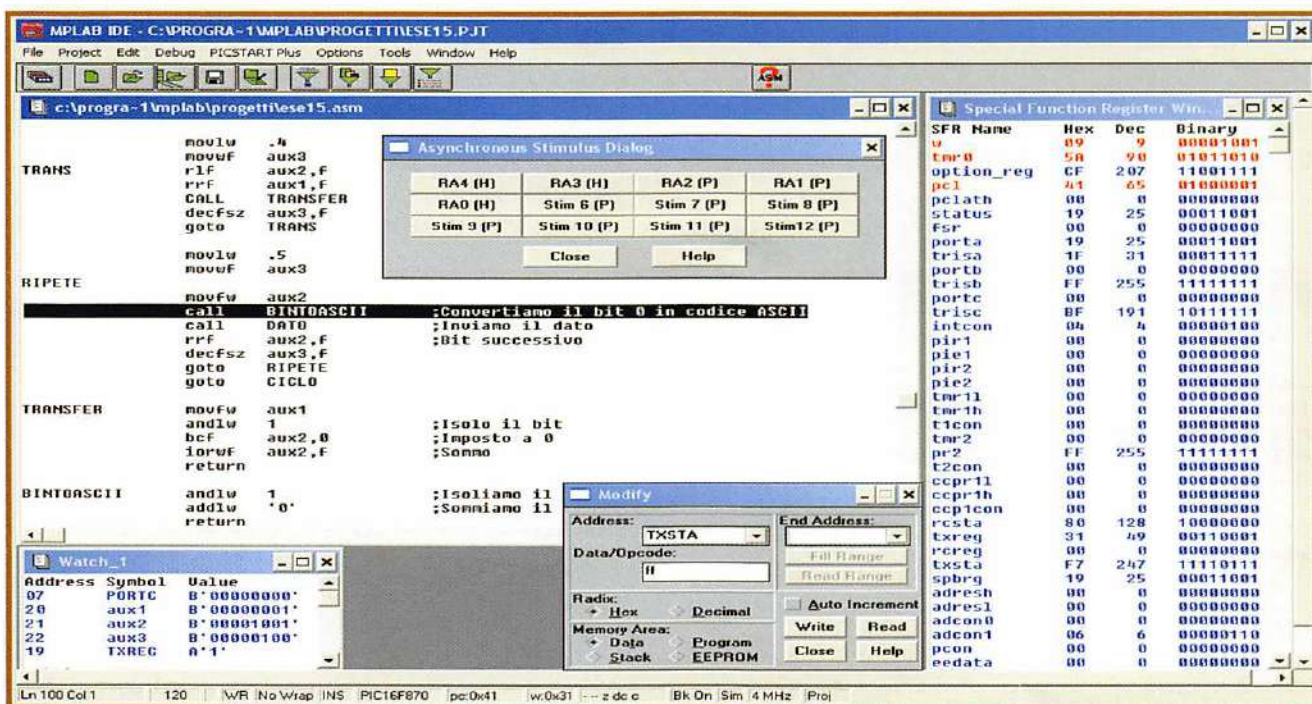 MPLAB IDE - C:\PROGRA~1\MPLAB\PROGETTI\ESE15.PJT
File Project Edit Debug PICSTART Plus Options Tools Window Help
ASM
c:\progra~1\mplab\progetti\ese15.asm
movlw .4
movwf aux3
TRANS rlf aux2,f
rrf aux1,f
CALL TRANSFER
decfsz aux3,f
goto TRANS
movlw .5
movwf aux3
RIPETE
movfw aux2
call BINTOASCII ;Convertiamo il bit 0 in codice ASCII
call DATO ;Inviamo il dato
rrf aux2,f ;Bit successivo
decfsz aux3,f
goto RIPETE
goto CICLO
TRANSFER movfw aux1
andlw 1 ;Isolo il bit
bcf aux2,0 ;Imposto a 0
iorwf aux2,f ;Sommo
return
BINTOASCII andlw 1 ;Isoliamo il
addlw '0' ;Sommiamo il
return
Asynchronous Stimulus Dialog
RA4 (H) RA3 (H) RA2 (P) RA1 (P)
RA0 (H) Stim 6 (P) Stim 7 (P) Stim 8 (P)
Stim 9 (P) Stim 10 (P) Stim 11 (P) Stim12 (P)
Close Help
Special Function Register Win...
SFR Name Hex Dec Binary
w 09 9 00001001
tmr0 5A 90 01011010
option_reg CF 207 11001111
pcl 41 65 01000001
pclath 00 0 00000000
status 19 25 00011001
fsr 00 0 00000000
porta 19 25 00011001
trisa 1F 31 00011111
portb 00 0 00000000
trisb FF 255 11111111
portc 00 0 00000000
trisc BF 191 10111111
intcon 04 4 00000100
pir1 00 0 00000000
pie1 00 0 00000000
pir2 00 0 00000000
pie2 00 0 00000000
tmr1l 00 0 00000000
tmr1h 00 0 00000000
t1con 00 0 00000000
tmr2 00 0 00000000
pr2 FF 255 11111111
t2con 00 0 00000000
ccpr1l 00 0 00000000
ccpr1h 00 0 00000000
ccp1con 00 0 00000000
rcsta 80 128 10000000
txreg 31 49 00110001
rcreg 00 0 00000000
txsta F7 247 11110111
spbrg 19 25 00011001
adresh 00 0 00000000
adresl 00 0 00000000
adcon0 00 0 00000000
adcon1 06 6 00000110
pcon 00 0 00000000
eedata 00 0 00000000
Watch_1
Address Symbol Value
07 PORTC B'00000000'
20 aux1 B'00000001'
21 aux2 B'00001001'
22 aux3 B'00000100'
19 TXREG A'1'
Modify
Address: End Address:
TXSTA
Data/Opcode: Fill Range
ff Read Range
Radix:
Hex Decimal Auto Increment
Memory Area: Write Read
Data Program
Stack EEPROM Close Help
Ln 100 Col 1 120 WR No Wrap INS PIC16F870 pc:0x41 w:0x31 -- z dc c Bk On Sim 4 MHz Proj